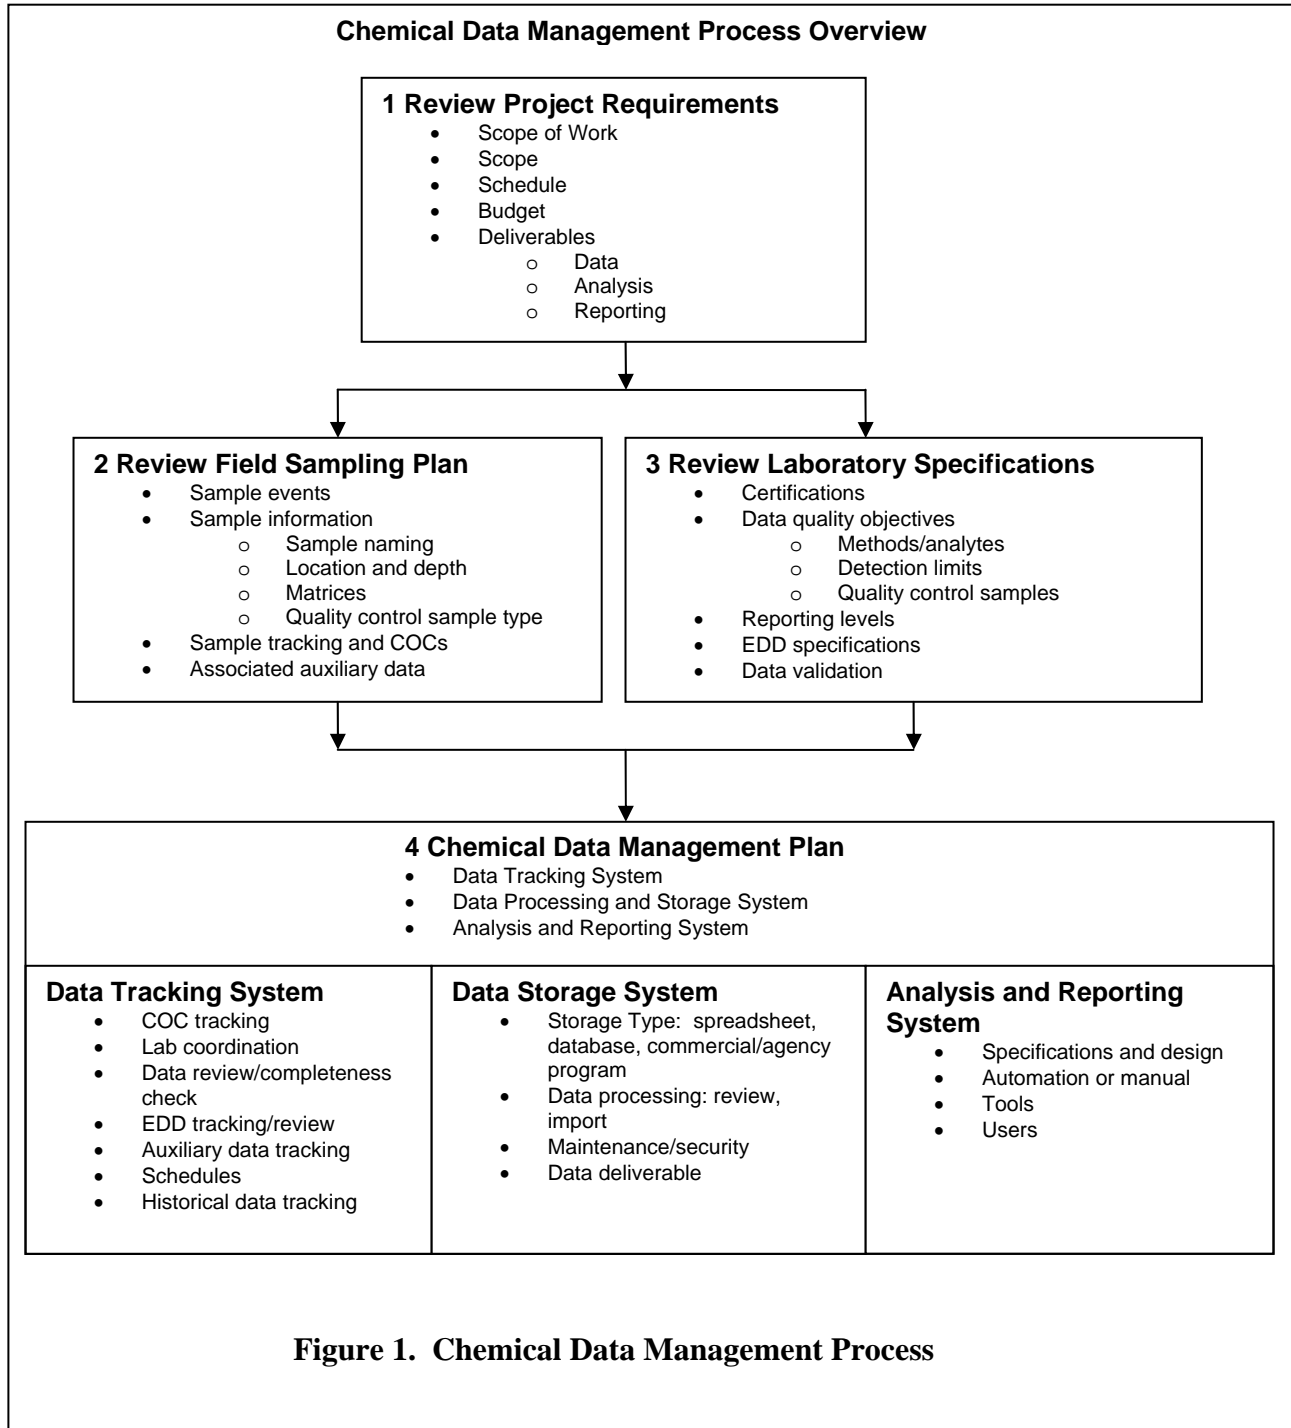 Chemical Data Management Process Overview
1 Review Project Requirements
• Scope of Work
• Scope
• Schedule
• Budget
• Deliverables
o Data
o Analysis
o Reporting
2 Review Field Sampling Plan
• Sample events
• Sample information
o Sample naming
o Location and depth
o Matrices
o Quality control sample type
• Sample tracking and COCs
• Associated auxiliary data
3 Review Laboratory Specifications
• Certifications
• Data quality objectives
o Methods/analytes
o Detection limits
o Quality control samples
• Reporting levels
• EDD specifications
• Data validation
4 Chemical Data Management Plan
• Data Tracking System
• Data Processing and Storage System
• Analysis and Reporting System
Data Tracking System
• COC tracking
• Lab coordination
• Data review/completeness
check
• EDD tracking/review
• Auxiliary data tracking
• Schedules
• Historical data tracking
Data Storage System
• Storage Type: spreadsheet,
database, commercial/agency
program
• Data processing: review,
import
• Maintenance/security
• Data deliverable
Analysis and Reporting
System
• Specifications and design
• Automation or manual
• Tools
• Users
Figure 1. Chemical Data Management Process